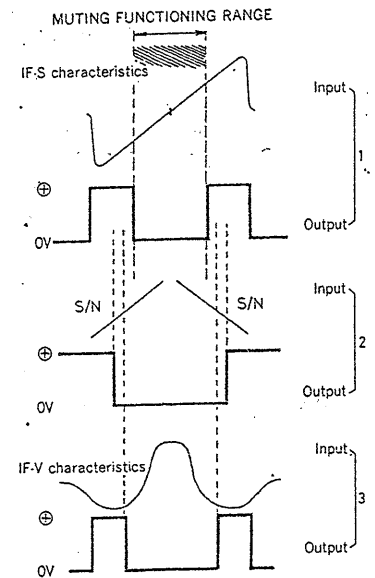 MUTING FUNCTIONING RANGE
IF-S characteristics
Input
1
⊕
0V
Output
S/N
S/N
Input
2
⊕
0V
Output
IF-V characteristics
Input
3
⊕
0V
Output